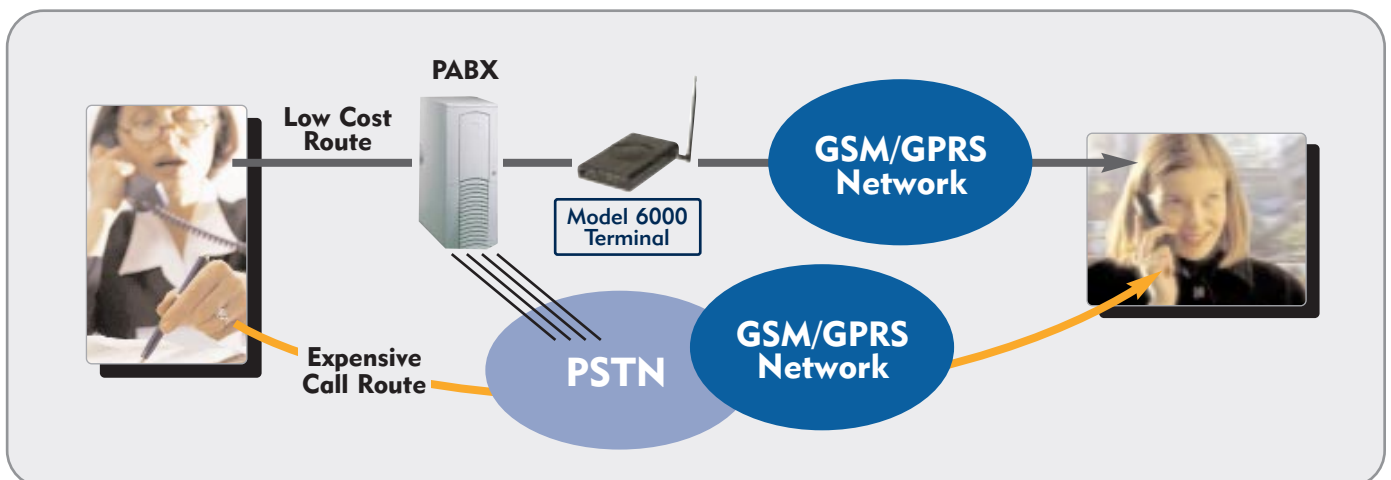 PABX
Low Cost
Route
Model 6000
Terminal
GSM/GPRS
Network
Expensive
Call Route
PSTN
GSM/GPRS
Network